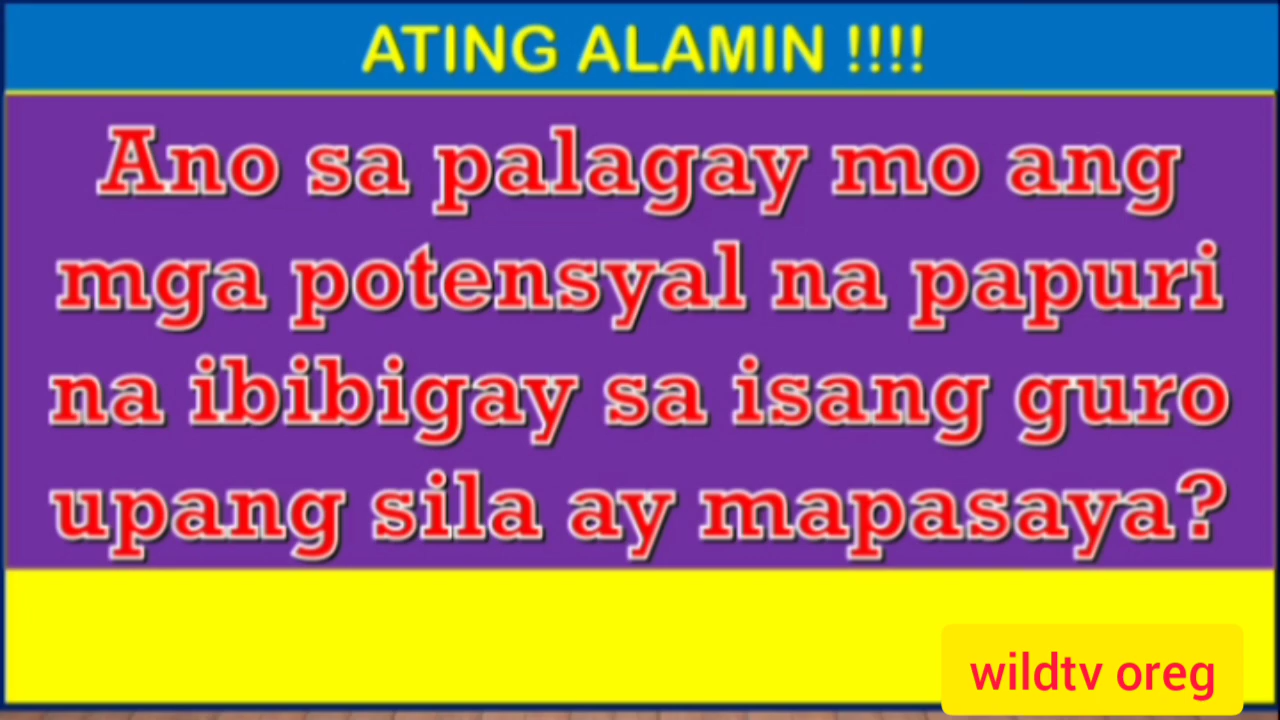 ATING ALAMIN !!!!
Ano sa palagay mo ang
mga potensyal na papuri
na ibibigay sa isang guro
upang sila ay mapasaya?
wildtv oreg